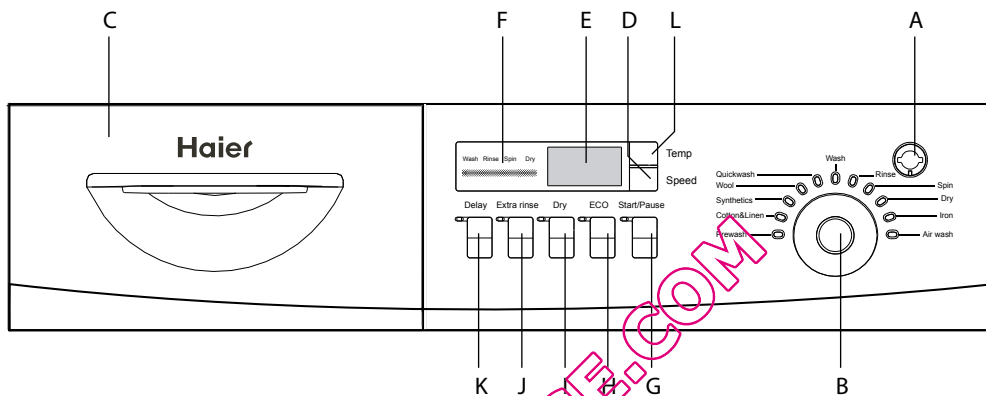 C F E D L A
Haier
Wash Rinse Spin Dry
Temp
Speed
Delay Extra rinse Dry ECO Start/Pause
Wash
Quickwash Rinse
Wool Spin
Synthetics Dry
Cotton&Linen Iron
Prewash Air wash
K J I H G B
E.COM